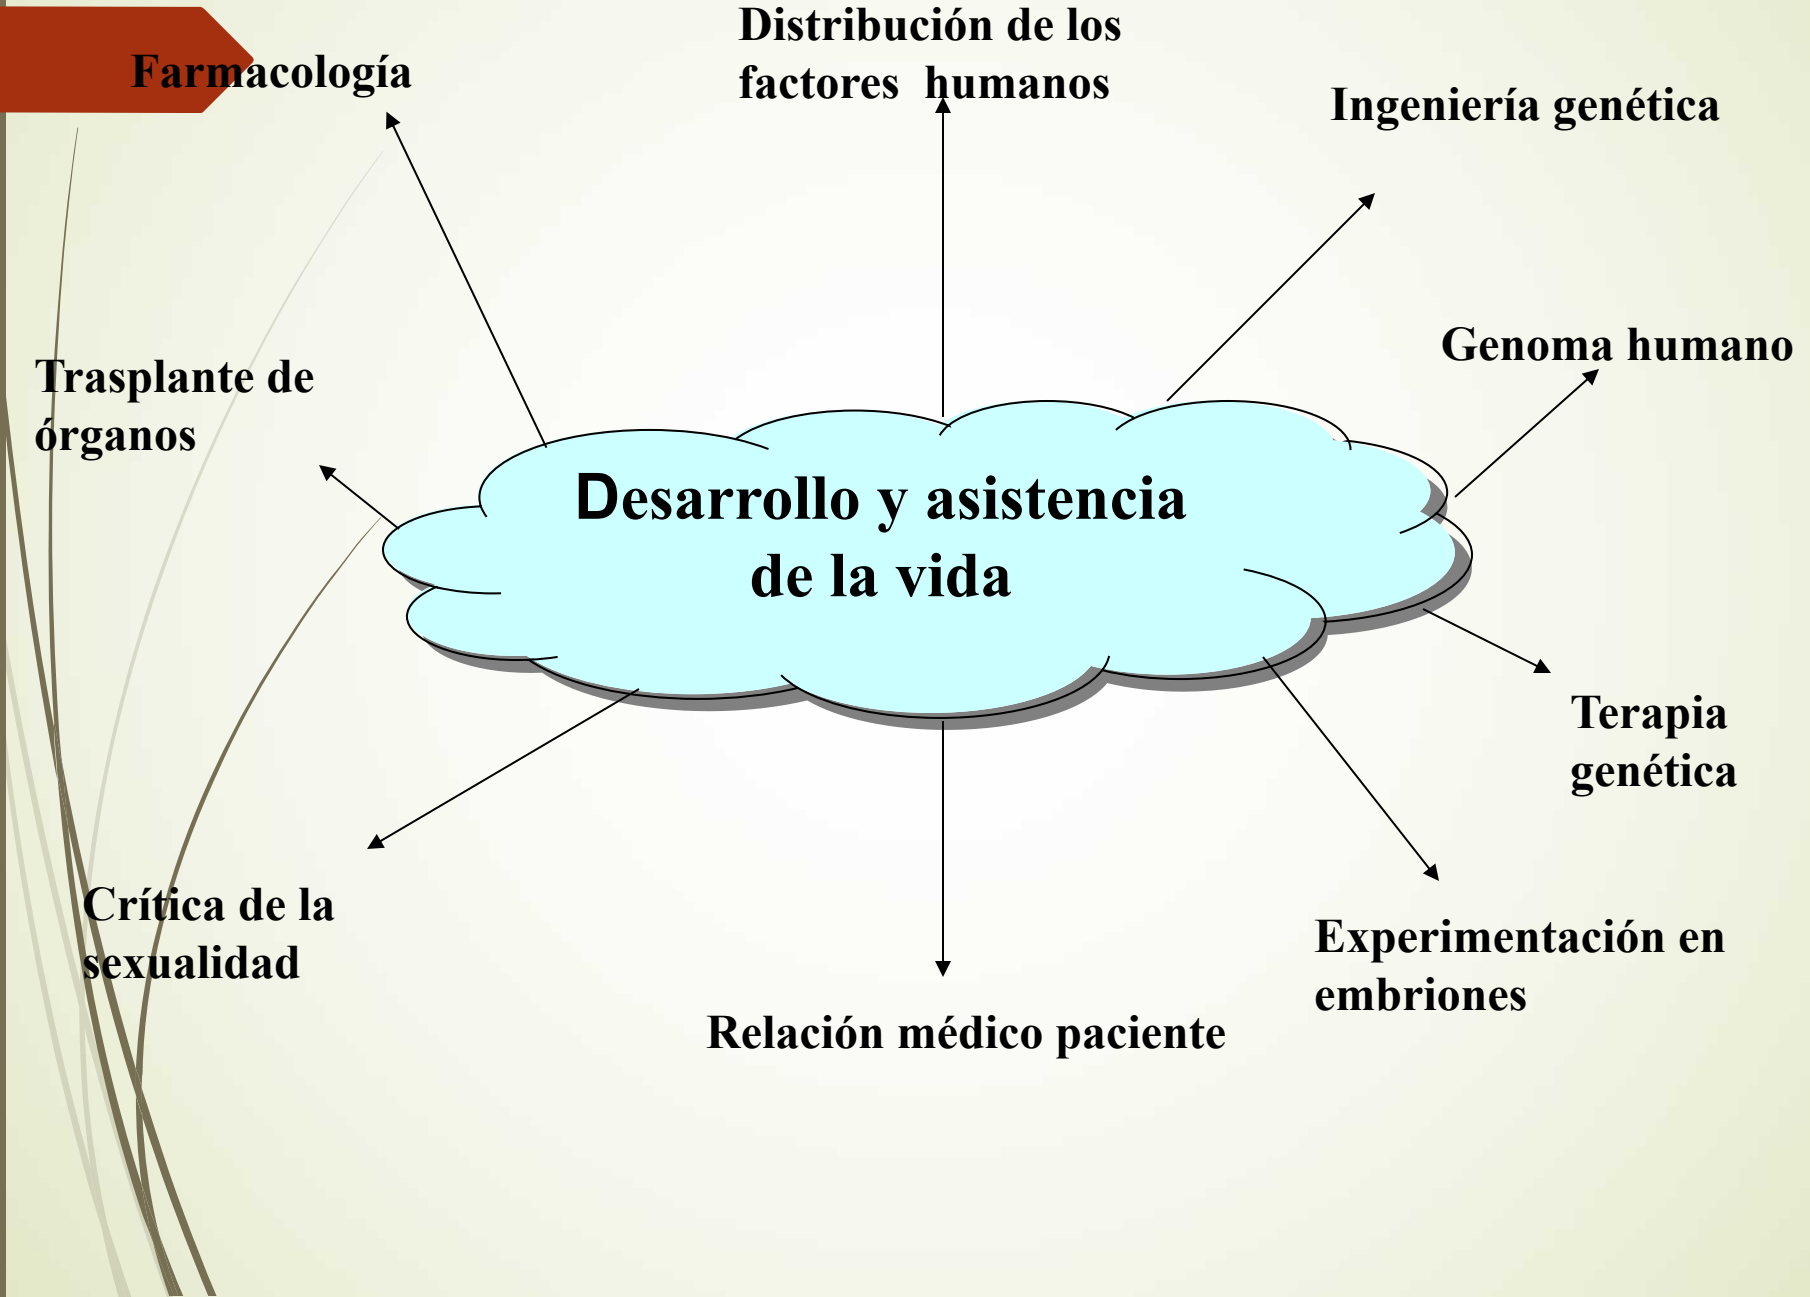 Distribución de los
factores  humanos
Farmacología
Ingeniería genética
Genoma humano
Trasplante de
órganos
Desarrollo y asistencia
de la vida
Terapia
genética
Crítica de la
sexualidad
Experimentación en
embriones
Relación médico paciente